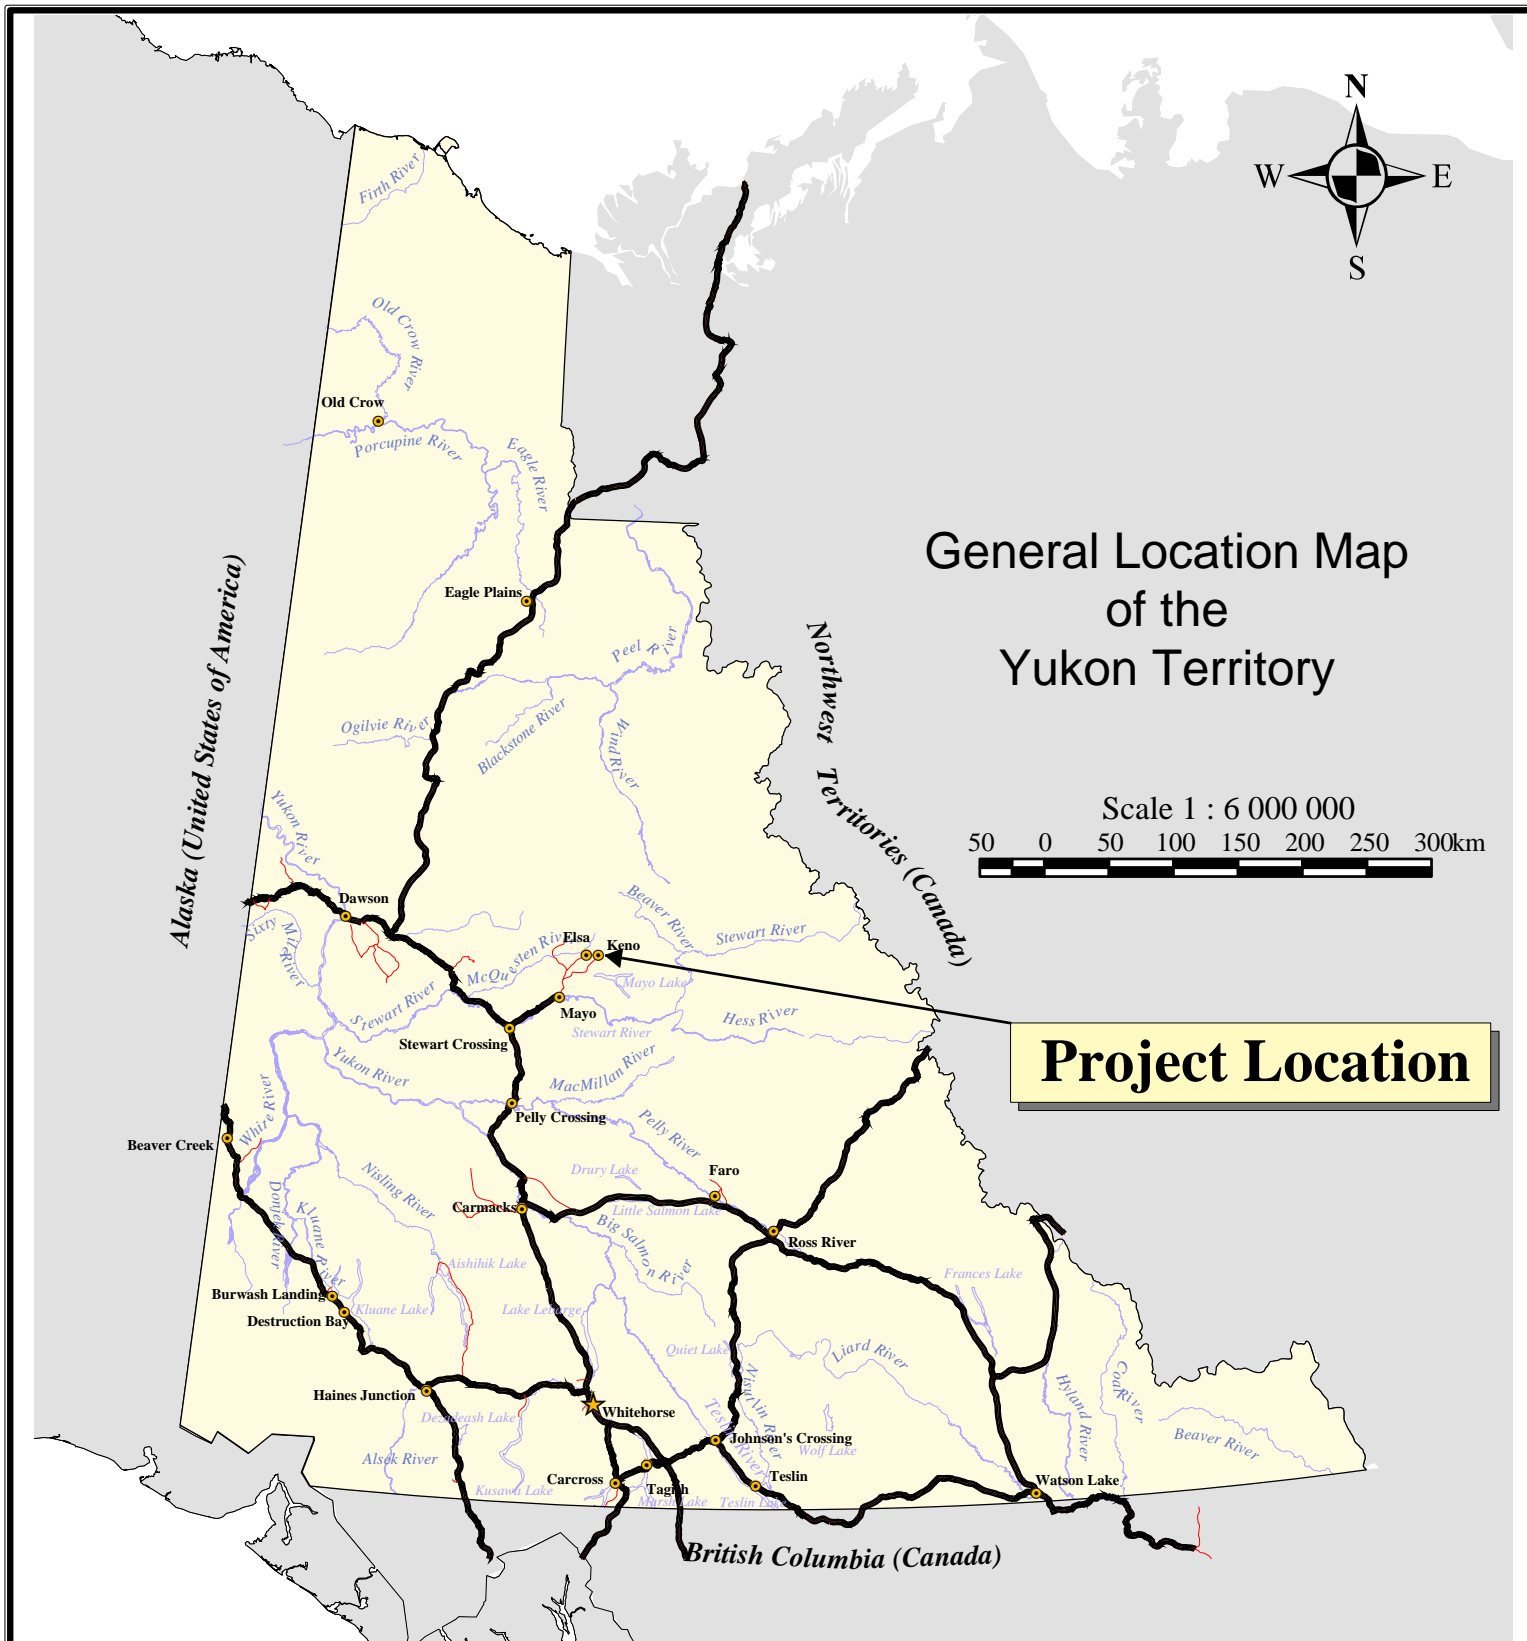 N
W
E
S
Firth River
Old Crow River
Old Crow
Porcupine River
Eagle River
General Location Map
of the
Yukon Territory
Eagle Plains
Peel River
Northwest Territories (Canada)
Alaska (United States of America)
Ogilvie River
Blackstone River
Wind River
Scale 1 : 6 000 000
50 0 50 100 150 200 250 300km
Yukon River
Dawson
Sixty Mile River
Beaver River
Stewart River
McQuesten River
Elsa
Keno
Mayo Lake
Stewart River
Mayo
Stewart River
Hess River
Stewart Crossing
Project Location
Yukon River
MacMillan River
White River
Pelly Crossing
Pelly River
Beaver Creek
Nisling River
Drury Lake
Faro
Donjek River
Kluane River
Carmacks
Little Salmon Lake
Big Salmon River
Ross River
Aishihik Lake
Frances Lake
Burwash Landing
Kluane Lake
Lake Leberge
Destruction Bay
Quiet Lake
Liard River
Haines Junction
Dezadeash Lake
Whitehorse
Nisutlin River
Teslin River
Hyland River
Coal River
Johnson's Crossing
Wolf Lake
Beaver River
Alsek River
Kusawa Lake
Carcross
Tagish
Marsh Lake
Teslin
Teslin Lake
Watson Lake
British Columbia (Canada)